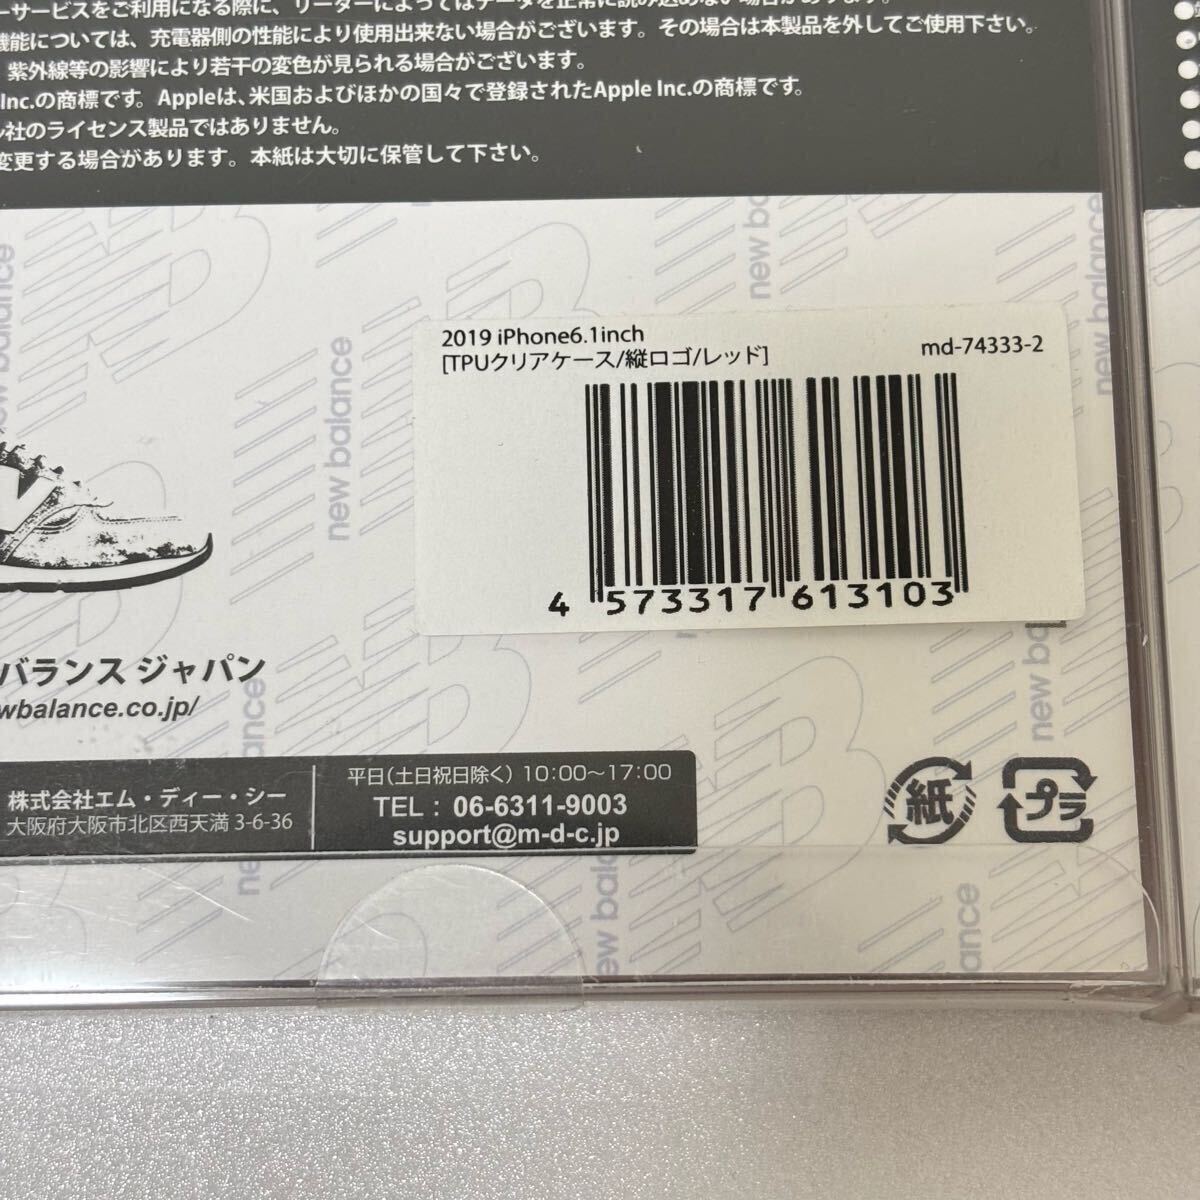 ーサービスをご利用になる際に、リーダーによってはデータを正常に読み込めない場合があります。
機能については、充電器側の性能により使用出来ない場合がございます。その場合は本製品を外してご使用下さい。
紫外線等の影響により若干の変色が見られる場合がございます。
Inc.の商標です。Appleは、米国およびほかの国々で登録されたApple Inc.の商標です。
社のライセンス製品ではありません。
変更する場合があります。本紙は大切に保管して下さい。
2019 iPhone6.1inch
[TPUクリアケース/縦ロゴ/レッド]
md-74333-2
4 573317 613103
new balance
new balance
new balance
バランス ジャパン
wbalance.co.jp/
株式会社エム・ディー・シー
大阪府大阪市北区西天満 3-6-36
平日(土日祝日除く) 10:00〜17:00
TEL : 06-6311-9003
support@m-d-c.jp
紙
プラ
new balance